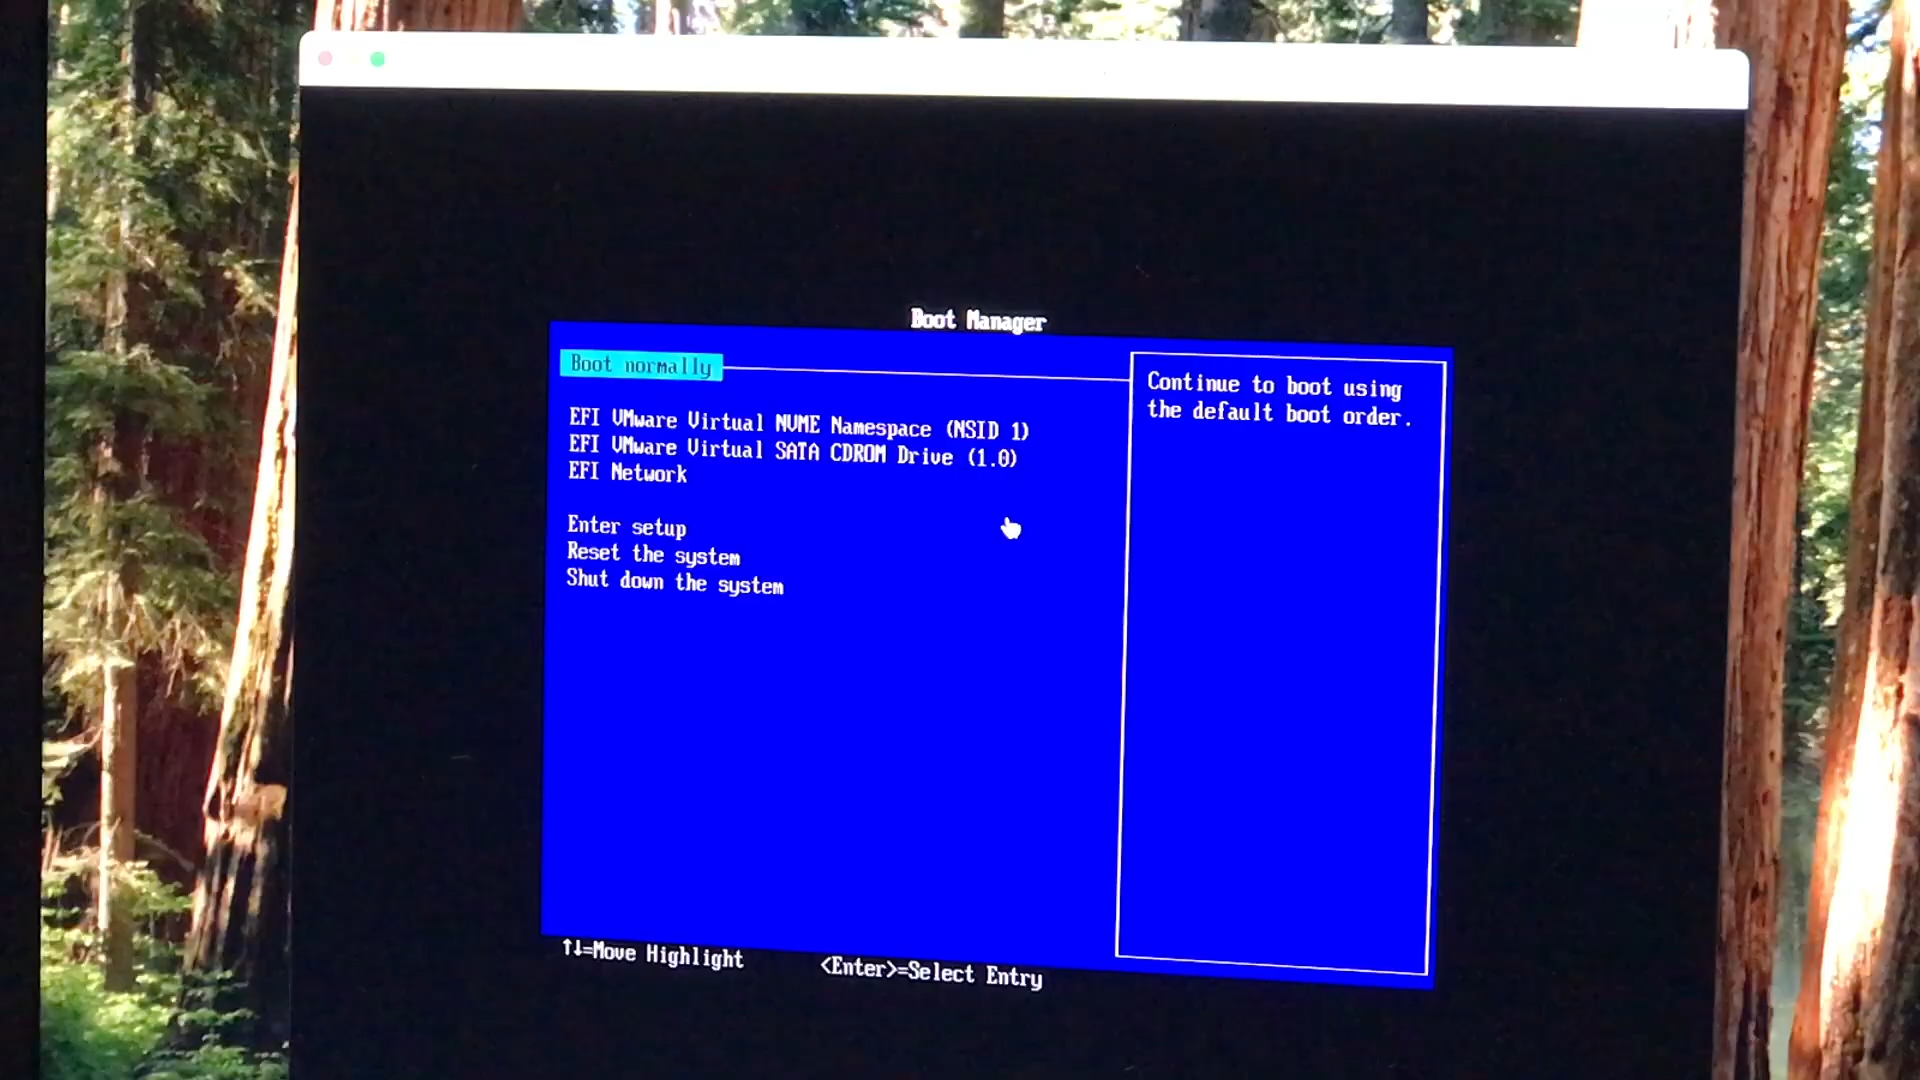 Boot Manager
Boot normally
EFI VMware Virtual NVME Namespace (NSID 1)
EFI VMware Virtual SATA CDROM Drive (1.0)
EFI Network
Enter setup
Reset the system
Shut down the system
Continue to boot using
the default boot order.
↑↓=Move Highlight
<Enter>=Select Entry